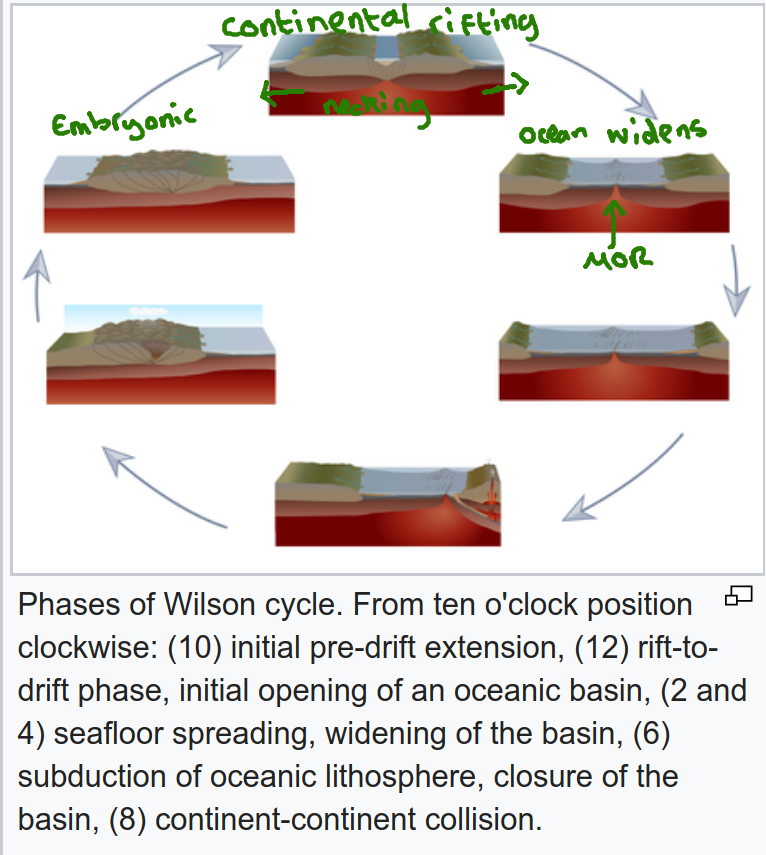 continental rifting
necking
Embryonic
ocean widens
MOR
Phases of Wilson cycle. From ten o'clock position
clockwise: (10) initial pre-drift extension, (12) rift-to-
drift phase, initial opening of an oceanic basin, (2 and
4) seafloor spreading, widening of the basin, (6)
subduction of oceanic lithosphere, closure of the
basin, (8) continent-continent collision.